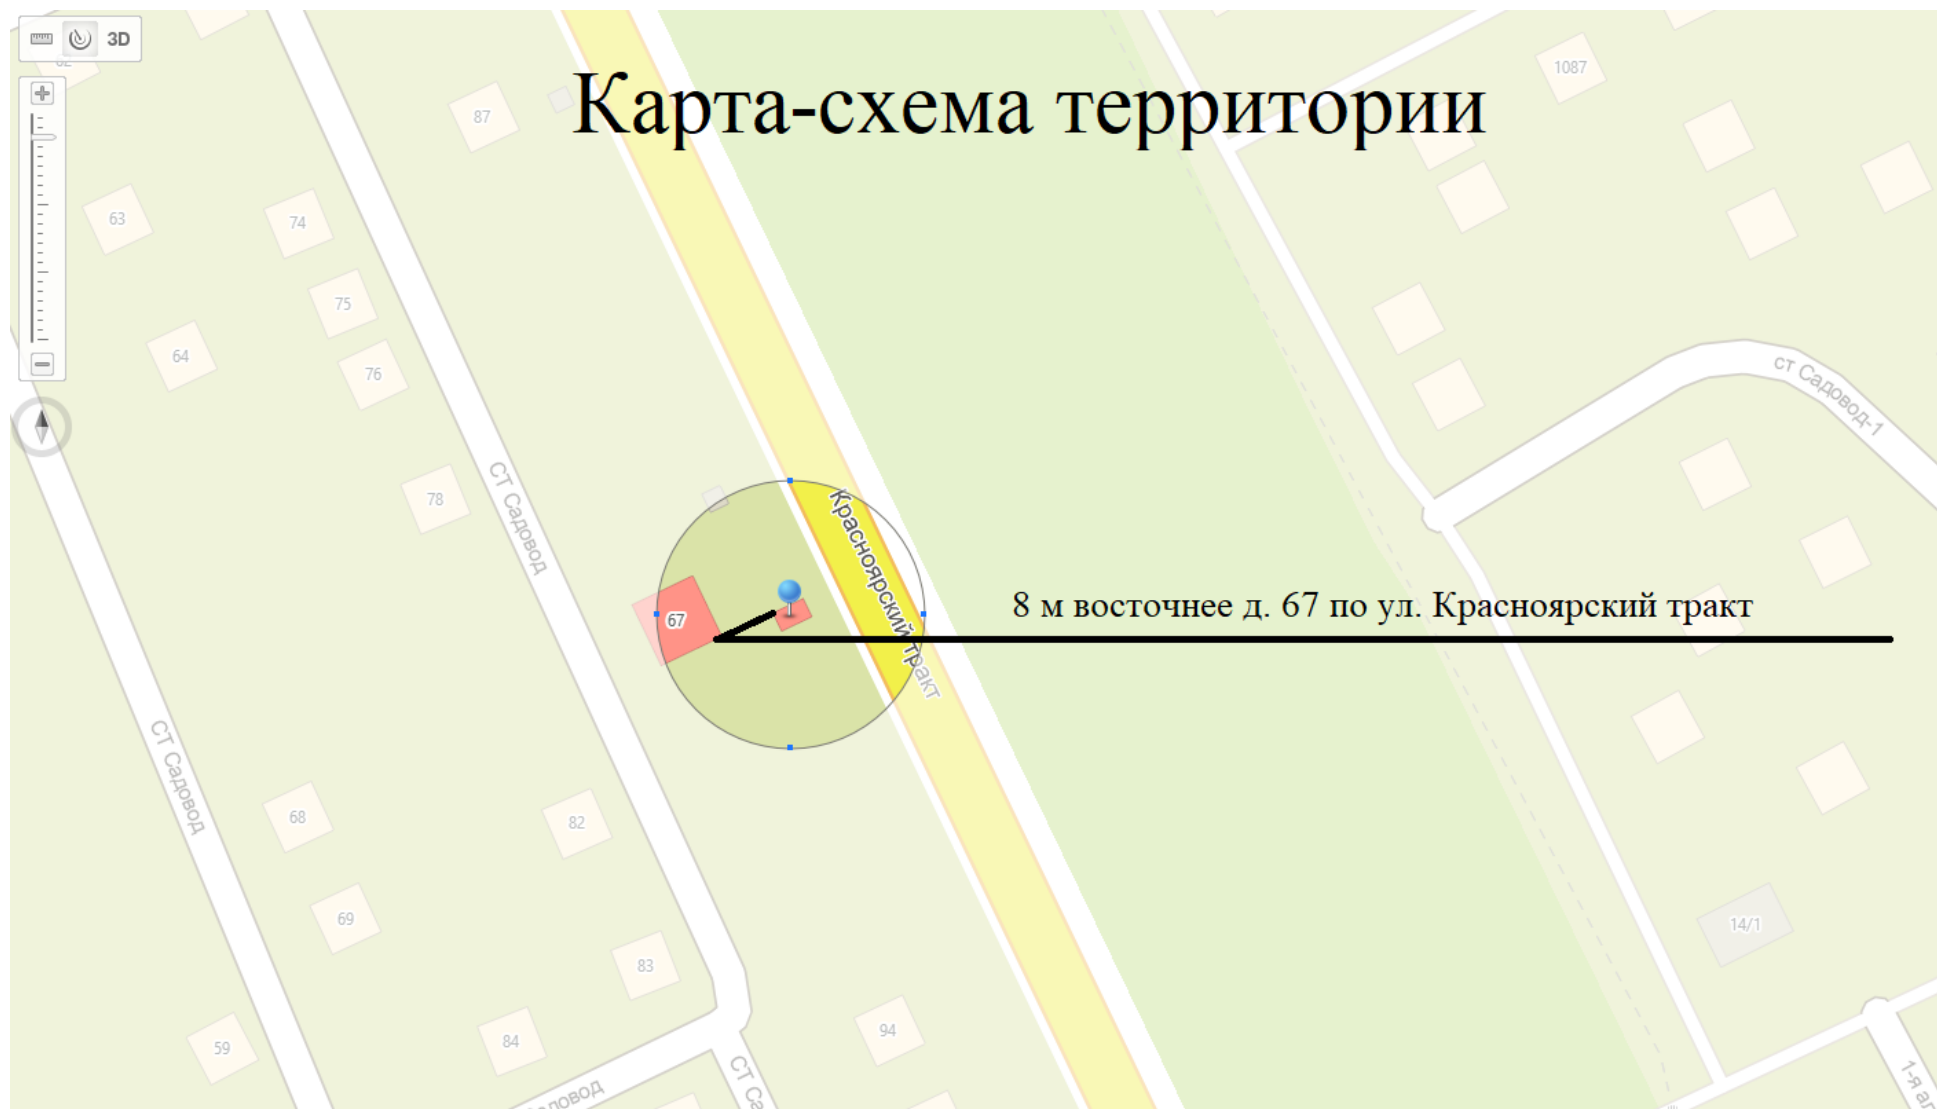 3D
62
87
Карта-схема территории
1087
63
74
75
64
76
ст Садовод-1
78
СТ Садовод
Красноярский тракт
67
8 м восточнее д. 67 по ул. Красноярский тракт
СТ Садовод
68
82
69
83
14/1
59
84
94